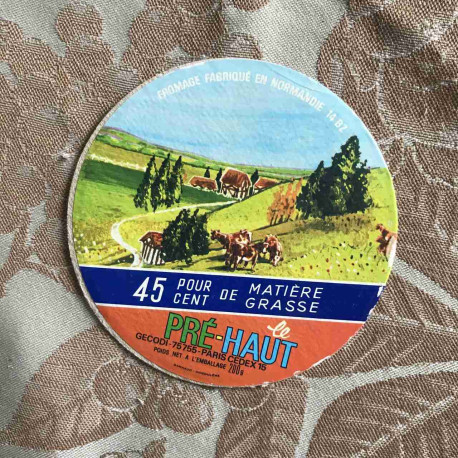 FROMAGE FABRIQUÉ EN NORMANDIE 14 BZ
45 POUR CENT DE MATIÈRE GRASSE
le
PRÉ-HAUT
GECODI-75755-PARIS CEDEX 15
POIDS NET A L'EMBALLAGE 200g